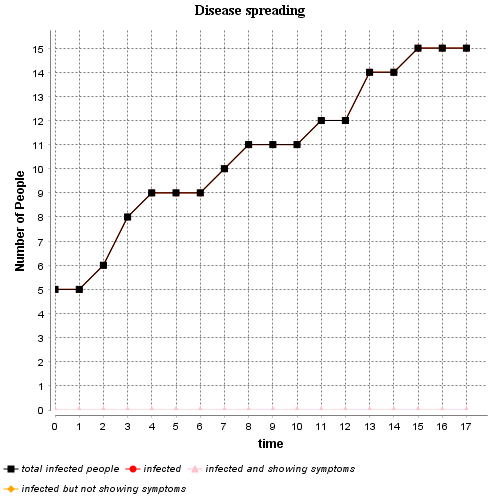 Disease spreading
Number of People
15
14
13
12
11
10
9
8
7
6
5
4
3
2
1
0
0 1 2 3 4 5 6 7 8 9 10 11 12 13 14 15 16 17
time
total infected people infected infected and showing symptoms
infected but not showing symptoms